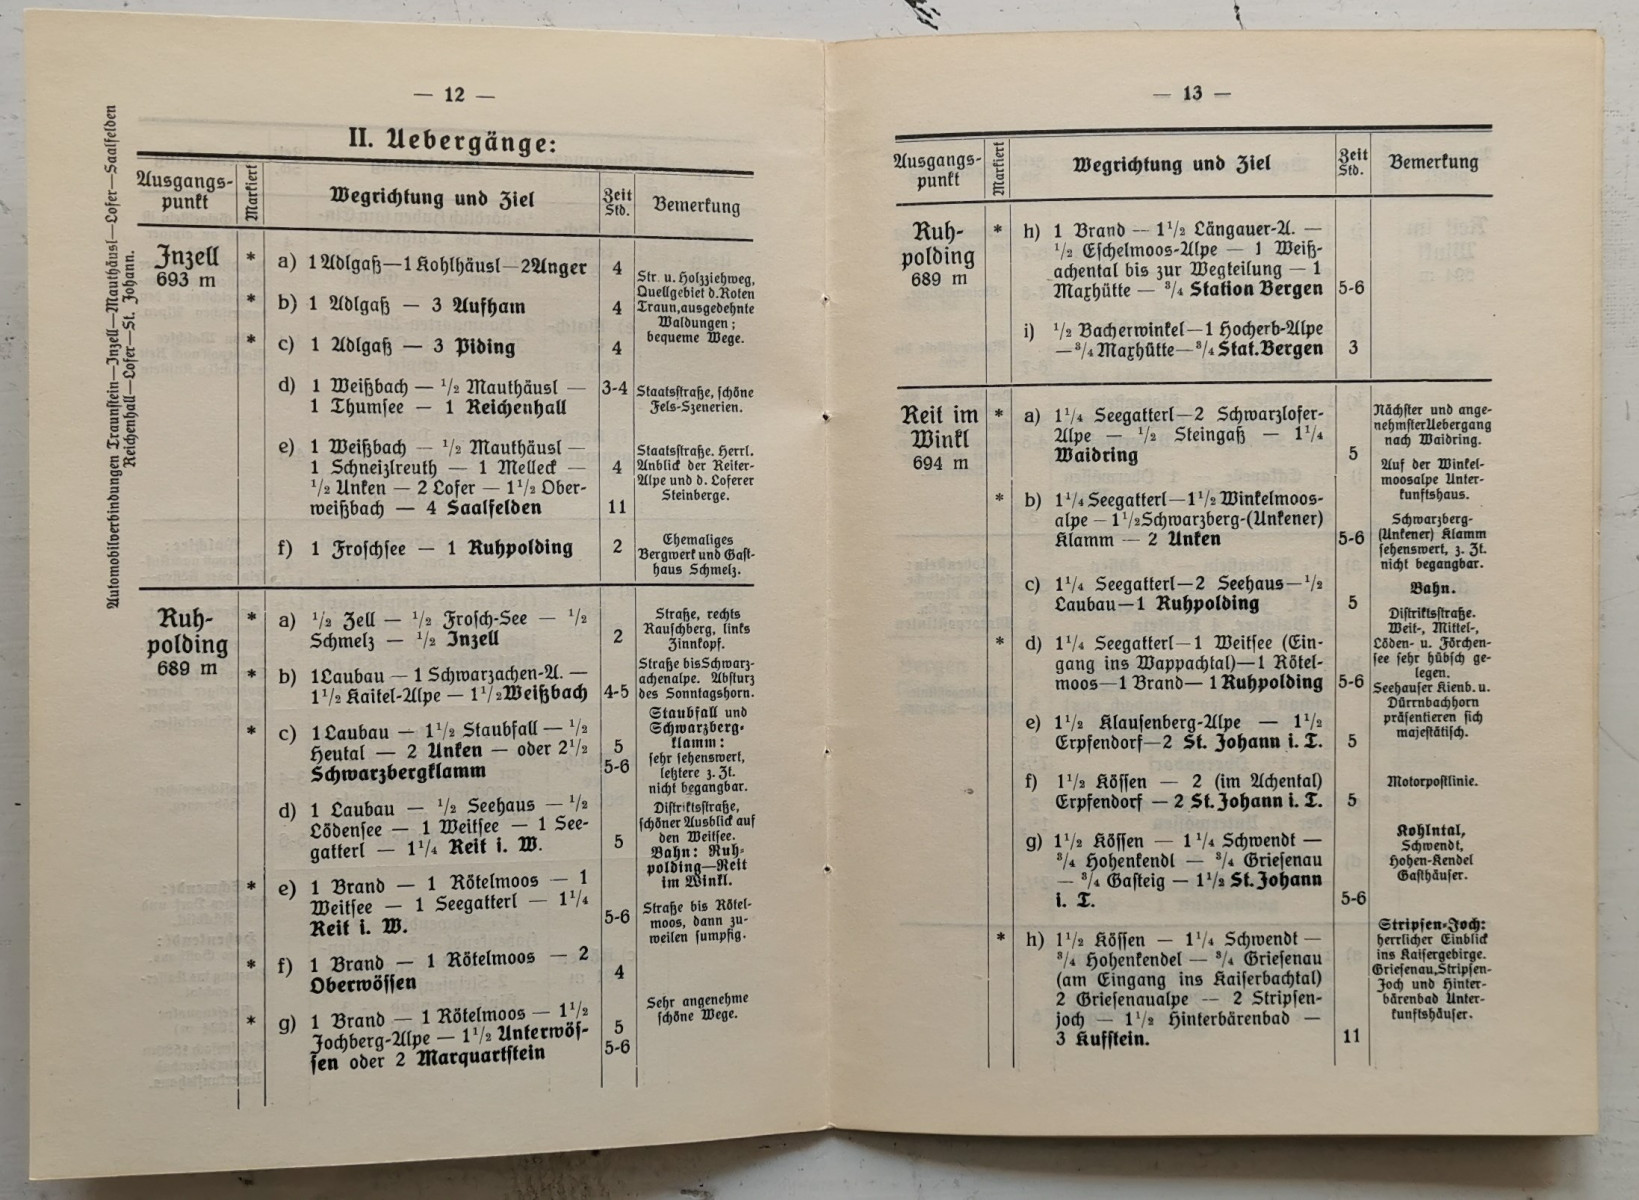 — 12 —
II. Uebergänge:
Automobilverbindungen Traunstein—Inzell—Mauthäusl—Lofer—Saalfelden
Reichenhall—Lofer—St. Johann.
Ausgangs-
punkt
Markiert
Wegrichtung und Ziel
Zeit
Std.
Bemerkung
Inzell
693 m
* a) 1 Adlgaß—1 Kohlhäusl—2 Anger 4
* b) 1 Adlgaß — 3 Aufham 4
* c) 1 Adlgaß — 3 Piding 4
Str. u. Holzziehweg,
Quellgebiet d. Roten
Traun, ausgedehnte
Waldungen;
bequeme Wege.
d) 1 Weißbach — 1/2 Mauthäusl — 3-4
1 Thumsee — 1 Reichenhall
Staatsstraße, schöne
Fels-Szenerien.
e) 1 Weißbach — 1/2 Mauthäusl —
1 Schneizlreuth — 1 Melleck — 4
1/2 Unken — 2 Lofer — 1 1/2 Ober-
weißbach — 4 Saalfelden 11
Staatsstraße. Herrl.
Anblick der Reiter-
Alpe und d. Loferer
Steinberge.
f) 1 Froschsee — 1 Ruhpolding 2
Ehemaliges
Bergwerk und Gast-
haus Schmelz.
Ruh-
polding
689 m
* a) 1/2 Zell — 1/2 Frosch-See — 1/2
Schmelz — 1/2 Inzell 2
Straße, rechts
Rauschberg, links
Zinnkopf.
* b) 1 Laubau — 1 Schwarzachen-A. —
1 1/2 Kaitel-Alpe — 1 1/2 Weißbach 4-5
Straße bis Schwarz-
achenalpe. Absturz
des Sonntagshorn.
* c) 1 Laubau — 1 1/2 Staubfall — 1/2
Heutal — 2 Unken — oder 2 1/2 5
Schwarzbergklamm 5-6
Staubfall und
Schwarzberg-
klamm:
sehr sehenswert,
letztere z. Zt.
nicht begangbar.
d) 1 Laubau — 1/2 Seehaus — 1/2
Lödensee — 1 Weitsee — 1 See-
gatterl — 1 1/4 Reit i. W. 5
Distriktsstraße,
schöner Ausblick auf
den Weitsee.
Bahn: Ruh-
polding—Reit
im Winkl.
* e) 1 Brand — 1 Rötelmoos — 1
Weitsee — 1 Seegatterl — 1 1/4
Reit i. W. 5-6
Straße bis Rötel-
moos, dann zu-
weilen sumpfig.
* f) 1 Brand — 1 Rötelmoos — 2
Oberwössen 4
* g) 1 Brand — 1 Rötelmoos — 1 1/2
Jochberg-Alpe — 1 1/2 Unterwös- 5
sen oder 2 Marquartstein 5-6
Sehr angenehme
schöne Wege.
— 13 —
Ausgangs-
punkt
Markiert
Wegrichtung und Ziel
Zeit
Std.
Bemerkung
Ruh-
polding
689 m
* h) 1 Brand — 1 1/2 Längauer-A. —
1/2 Eschelmoos-Alpe — 1 Weiß-
achental bis zur Wegteilung — 1
Maxhütte — 3/4 Station Bergen 5-6
i) 1/2 Bacherwinkel—1 Hocherb-Alpe
—3/4 Maxhütte—3/4 Stat. Bergen 3
Reit im
Winkl
694 m
* a) 1 1/4 Seegatterl—2 Schwarzlofer-
Alpe — 1/2 Steingaß — 1 1/4
Waidring 5
Nächster und ange-
nehmster Uebergang
nach Waidring.
Auf der Winkel-
moosalpe Unter-
kunftshaus.
* b) 1 1/4 Seegatterl—1 1/2 Winkelmoos-
alpe — 1 1/2 Schwarzberg-(Unkener)
Klamm — 2 Unken 5-6
Schwarzberg-
(Unkener) Klamm
sehenswert, z. Zt.
nicht begangbar.
c) 1 1/4 Seegatterl—2 Seehaus—1/2
Laubau—1 Ruhpolding 5
Bahn.
Distriktsstraße.
Weit-, Mittel-,
Löden- u. Förchen-
see sehr hübsch ge-
legen.
Seehauser Kienb. u.
Dürrnbachhorn
präsentieren sich
majestätisch.
* d) 1 1/4 Seegatterl—1 Weitsee (Ein-
gang ins Wappachtal)—1 Rötel-
moos—1 Brand—1 Ruhpolding 5-6
e) 1 1/2 Klausenberg-Alpe — 1 1/2
Erpfendorf—2 St. Johann i. T. 5
f) 1 1/2 Kössen — 2 (im Achental)
Erpfendorf — 2 St. Johann i. T. 5
Motorpostlinie.
g) 1 1/2 Kössen — 1 1/4 Schwendt —
3/4 Hohenkendl — 3/4 Griesenau
— 3/4 Gasteig — 1 1/2 St. Johann
i. T. 5-6
Kohlntal,
Schwendt,
Hohen-Kendel
Gasthäuser.
* h) 1 1/2 Kössen — 1 1/4 Schwendt —
3/4 Hohenkendel — 3/4 Griesenau
(am Eingang ins Kaiserbachtal)
2 Griesenaualpe — 2 Stripsen-
joch — 1 1/2 Hinterbärenbad —
3 Kufstein. 11
Stripsen-Joch:
herrlicher Einblick
ins Kaisergebirge.
Griesenau, Stripsen-
Joch und Hinter-
bärenbad Unter-
kunftshäuser.